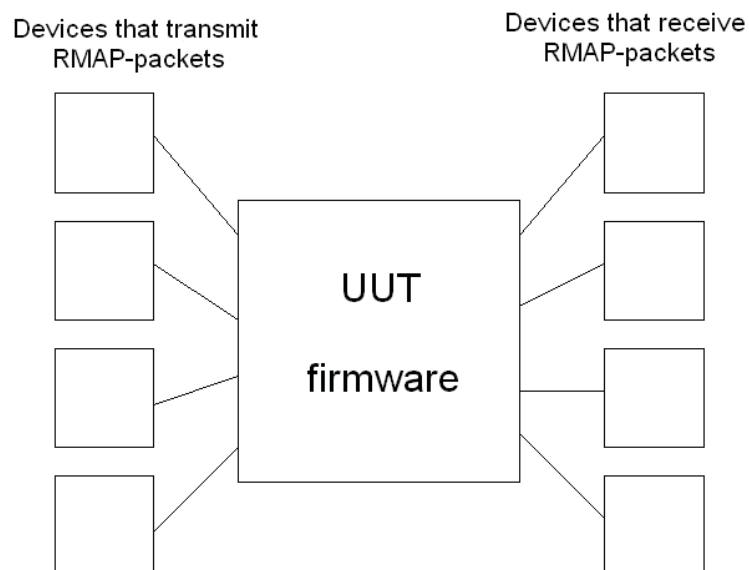 Devices that transmit
RMAP-packets
Devices that receive
RMAP-packets
UUT
firmware